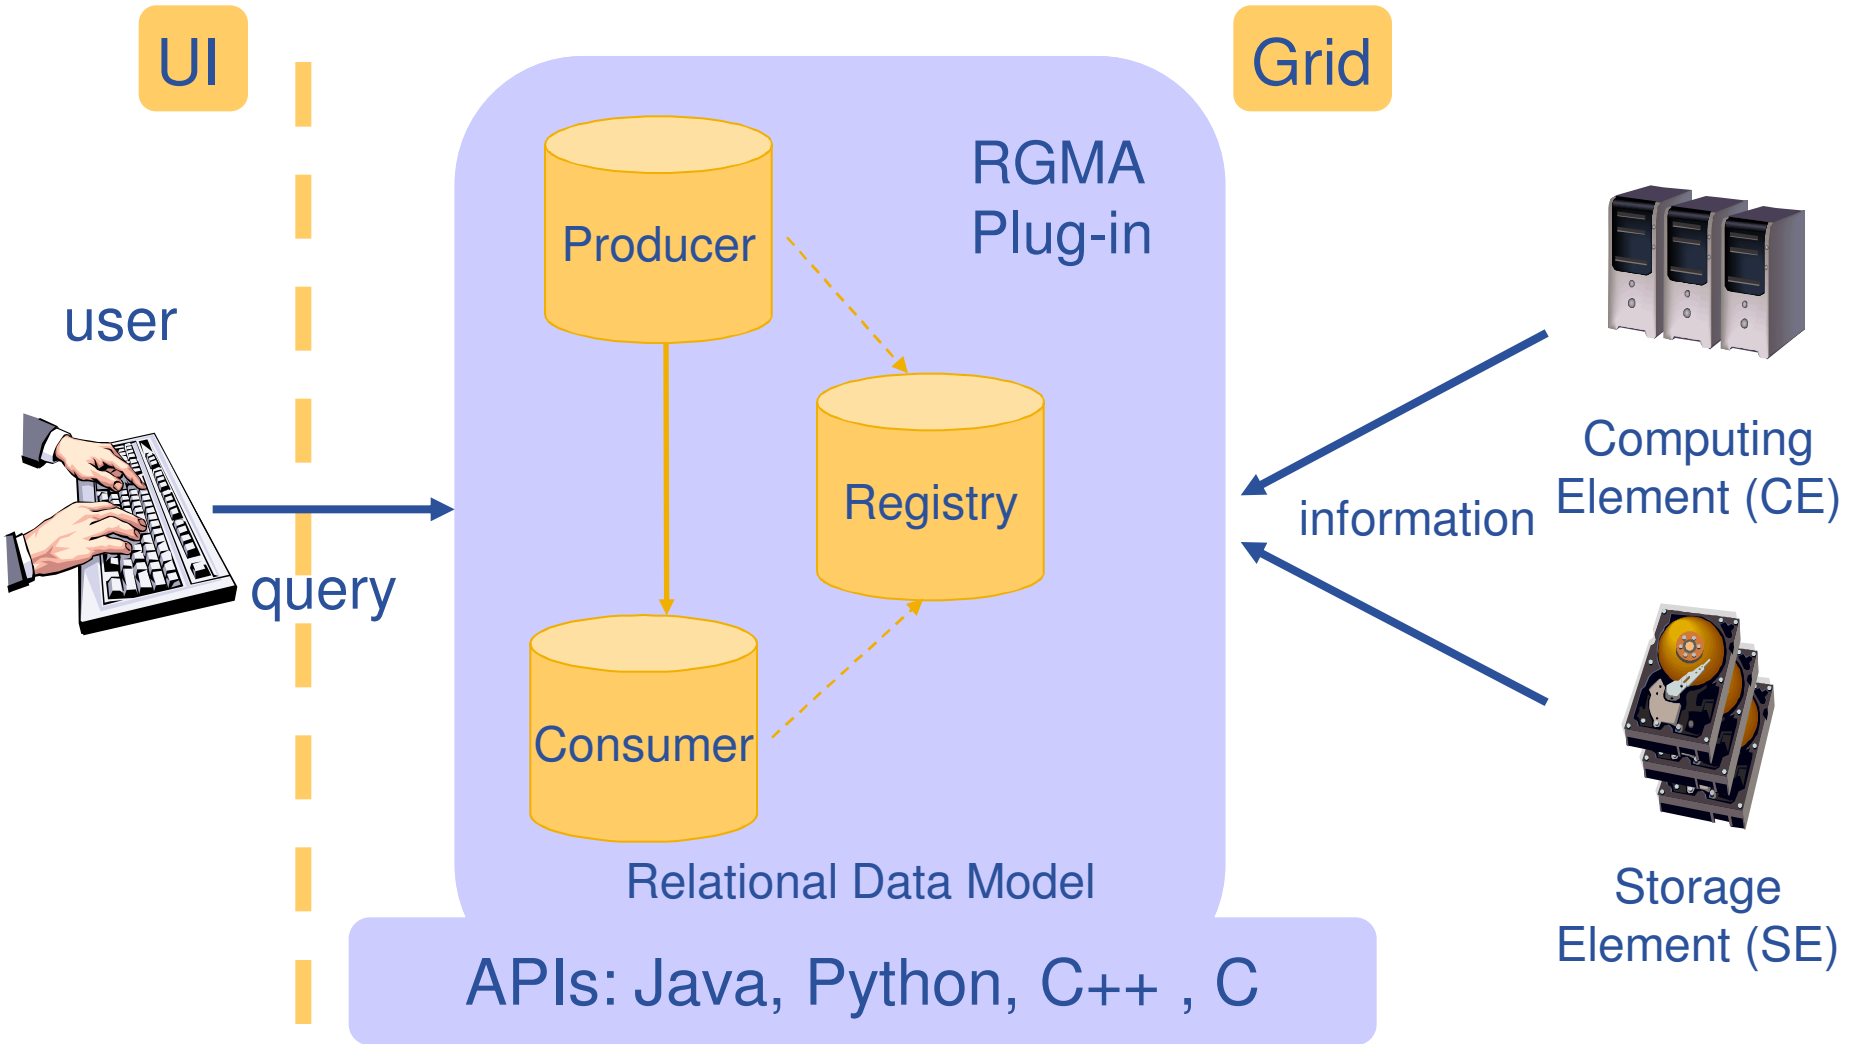 UI
Grid
RGMA
Plug-in
Producer
user
Registry
query
information
Computing
Element (CE)
Consumer
Relational Data Model
Storage
Element (SE)
APIs: Java, Python, C++ , C